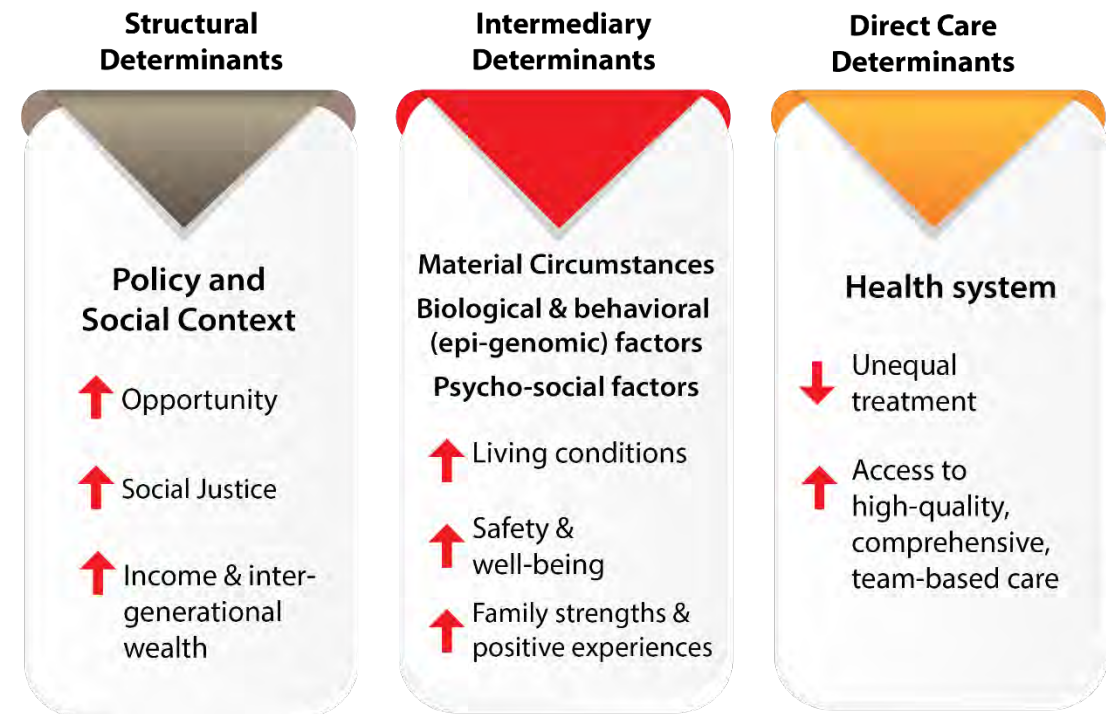 Structural
Determinants
Policy and
Social Context
Opportunity
Social Justice
Income & inter-
generational
wealth
Intermediary
Determinants
Material Circumstances
Biological & behavioral
(epi-genomic) factors
Psycho-social factors
Living conditions
Safety &
well-being
Family strengths &
positive experiences
Direct Care
Determinants
Health system
Unequal
treatment
Access to
high-quality,
comprehensive,
team-based care